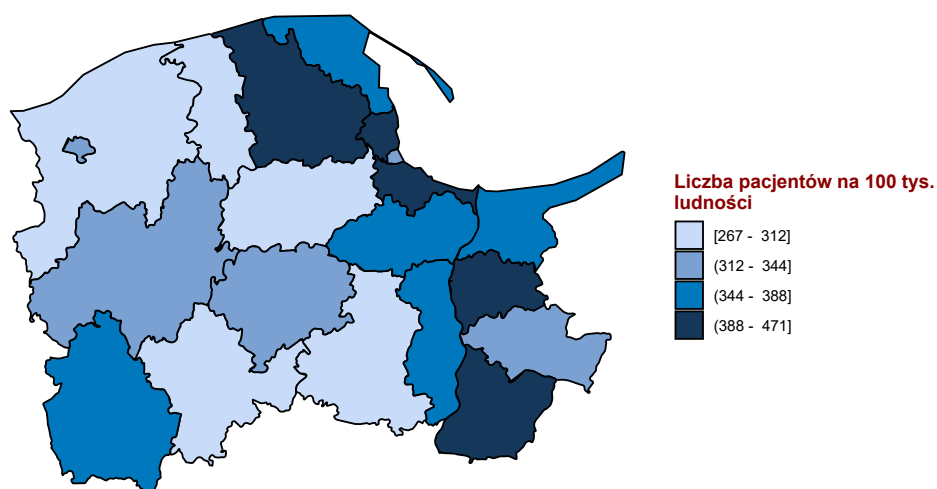 Liczba pacjentów na 100 tys.
ludności
[267 - 312]
(312 - 344]
(344 - 388]
(388 - 471]